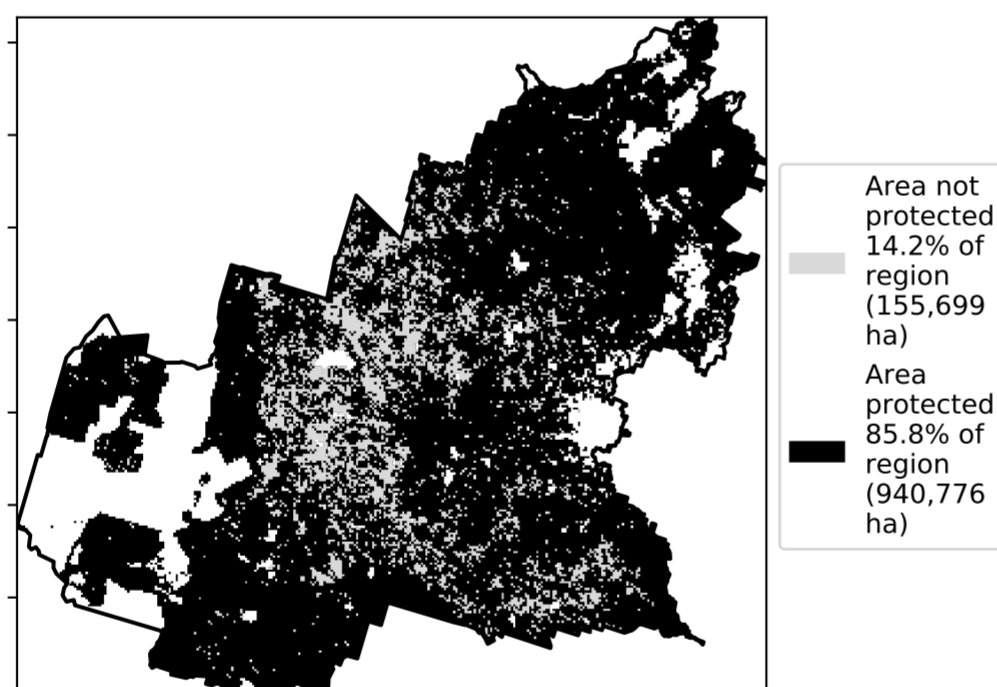 Area not
protected
14.2% of
region
(155,699
ha)
Area
protected
85.8% of
region
(940,776
ha)